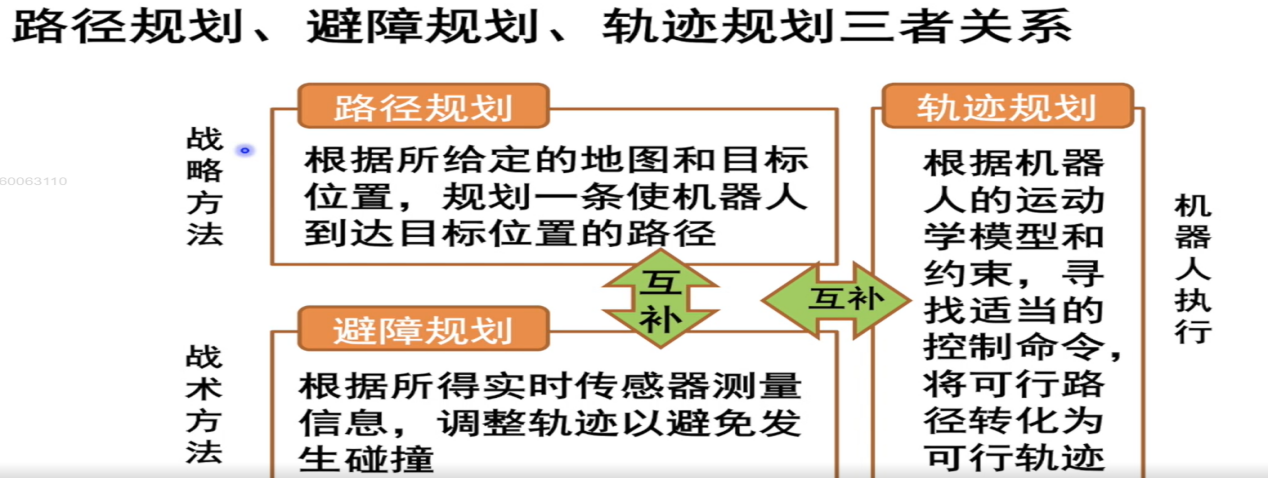 路径规划、避障规划、轨迹规划三者关系
路径规划
战略方法
根据所给定的地图和目标
位置，规划一条使机器人
到达目标位置的路径
互补
避障规划
战术方法
根据所得实时传感器测量
信息，调整轨迹以避免发
生碰撞
互补
轨迹规划
根据机器
人的运动
学模型和
约束，寻
找适当的
控制命令，
将可行路
径转化为
可行轨迹
机器人执行
80063110